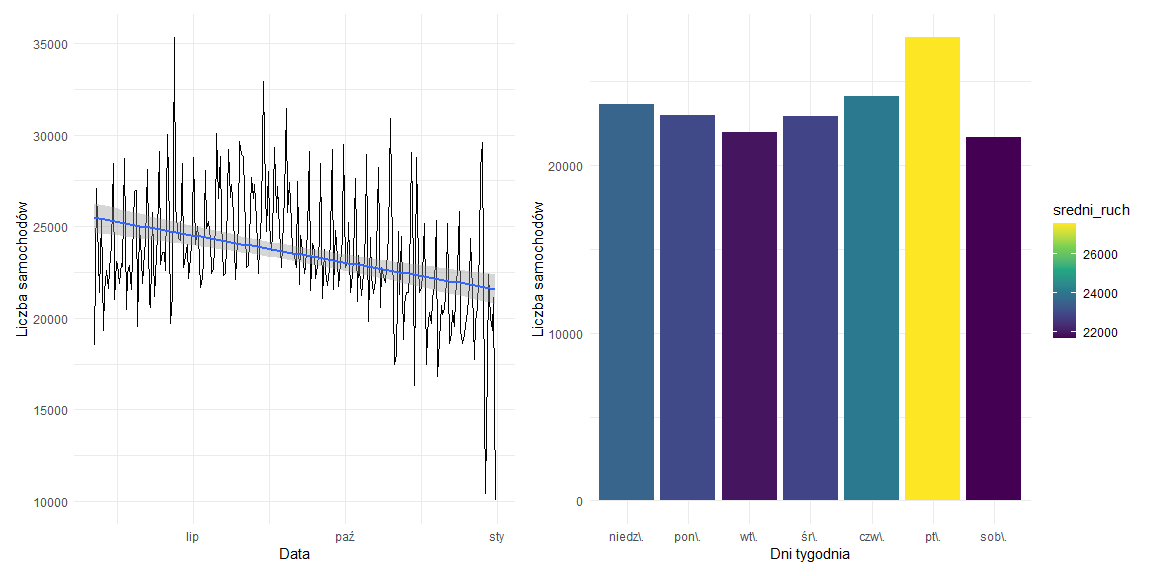 Liczba samochodów
35000
30000
25000
20000
15000
10000
lip
paź
sty
Data
Liczba samochodów
20000
10000
0
niedz\.
pon\.
wt\.
śr\.
czw\.
pt\.
sob\.
Dni tygodnia
sredni_ruch
26000
24000
22000